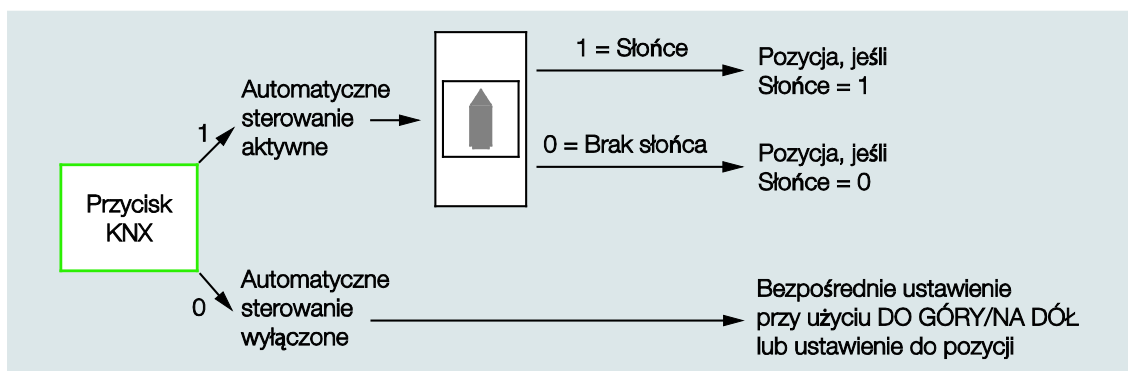 Przycisk
KNX
1
Automatyczne
sterowanie
aktywne
1 = Słońce
Pozycja, jeśli
Słońce = 1
0 = Brak słońca
Pozycja, jeśli
Słońce = 0
0
Automatyczne
sterowanie
wyłączone
Bezpośrednie ustawienie
przy użyciu DO GÓRY/NA DÓŁ
lub ustawienie do pozycji